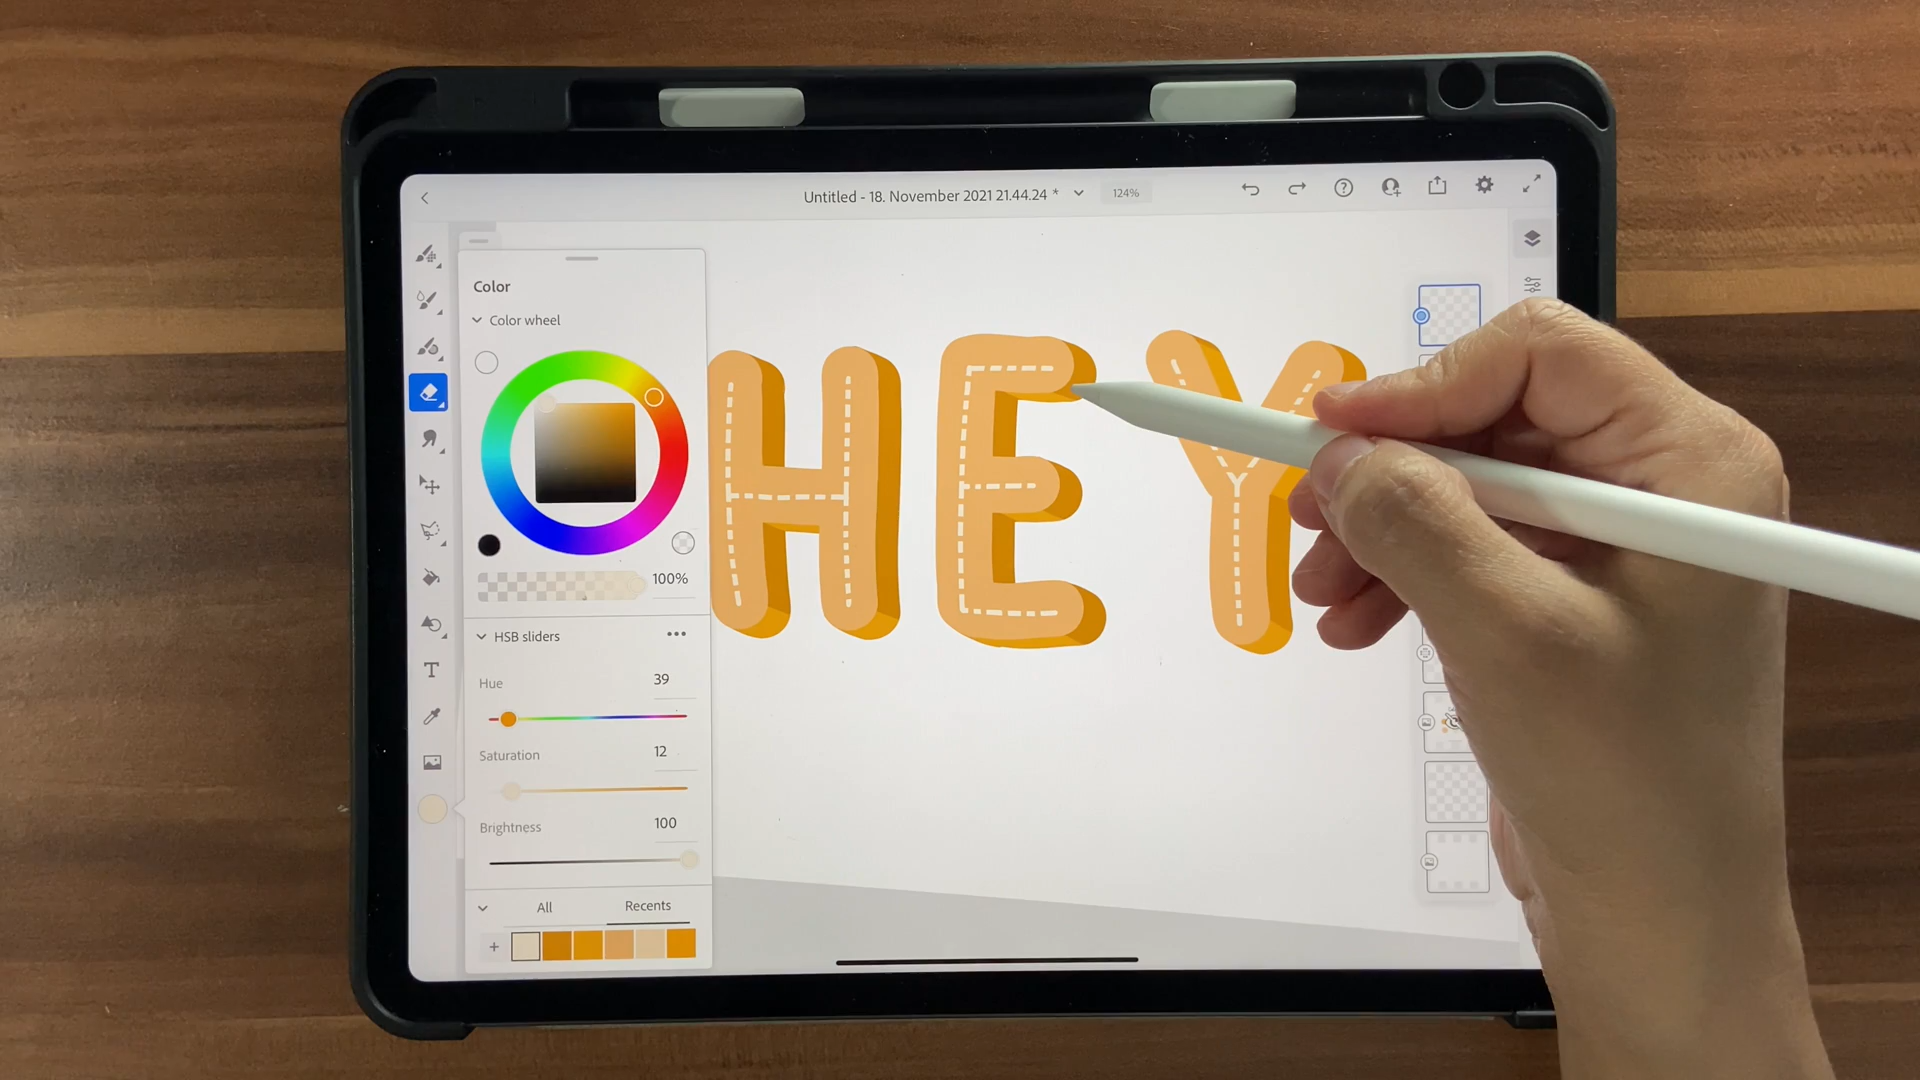 Untitled - 18. November 2021 21.44.24 *
124%
Color
Color wheel
100%
HSB sliders
Hue
39
Saturation
12
Brightness
100
All
Recents
T
HEY